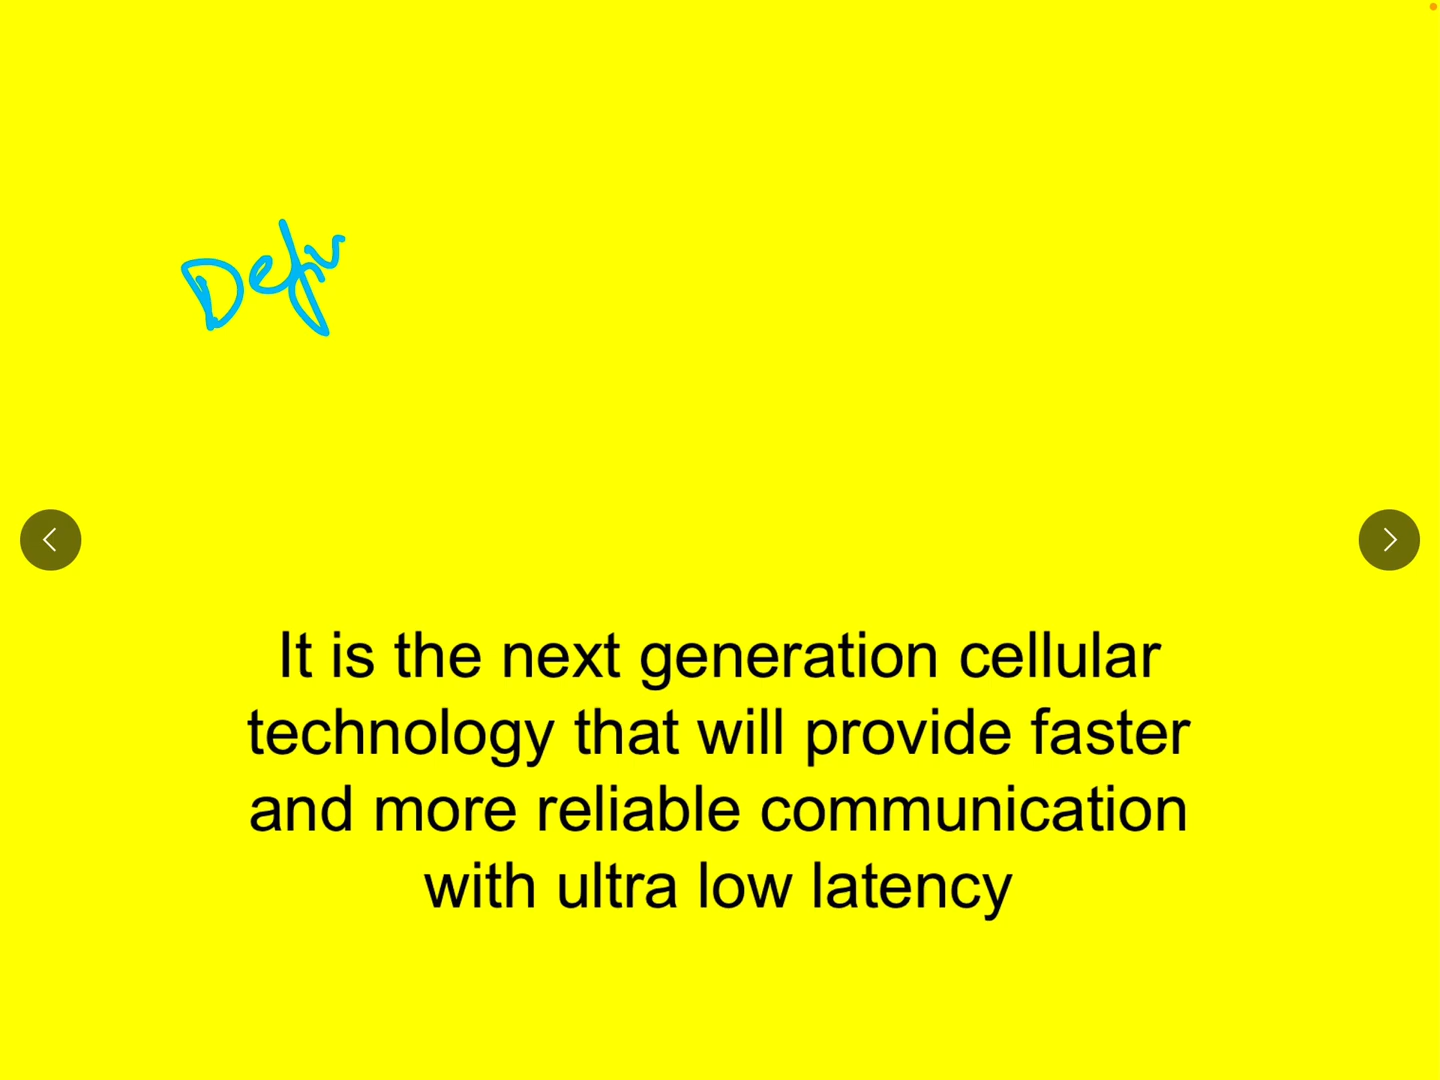 Defin
It is the next generation cellular
technology that will provide faster
and more reliable communication
with ultra low latency